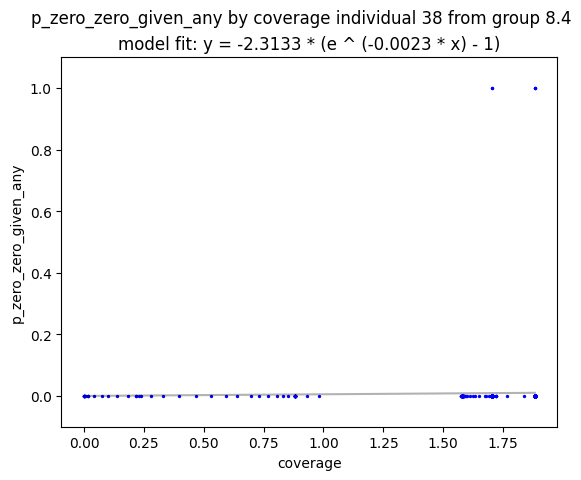 p_zero_zero_given_any by coverage individual 38 from group 8.4
model fit: y = -2.3133 * (e ^ (-0.0023 * x) - 1)
p_zero_zero_given_any
1.0
0.8
0.6
0.4
0.2
0.0
0.00 0.25 0.50 0.75 1.00 1.25 1.50 1.75
coverage